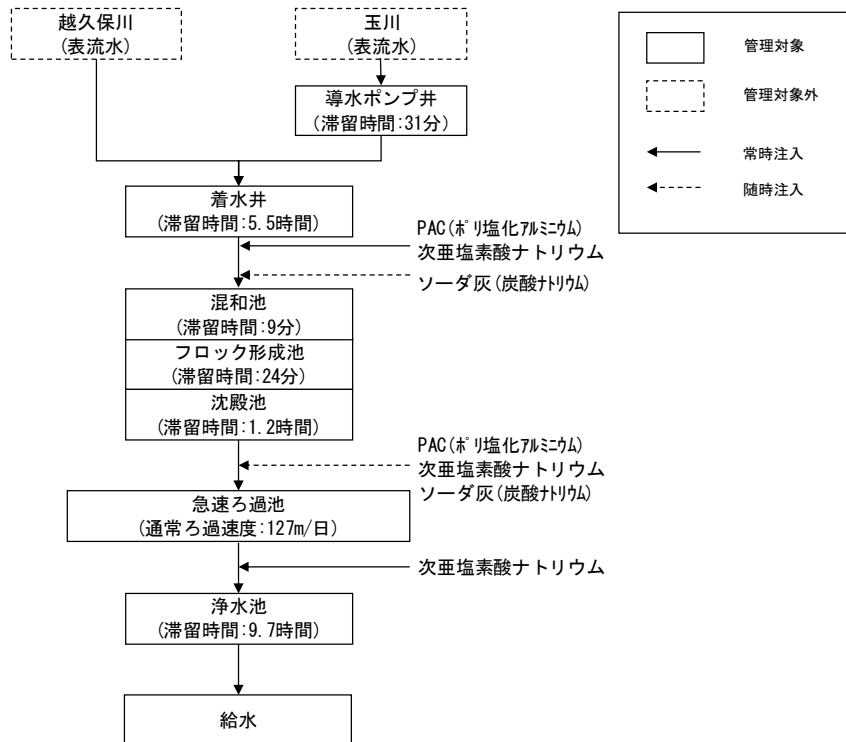 越久保川
(表流水)
玉川
(表流水)
導水ポンプ井
(滞留時間:31分)
着水井
(滞留時間:5.5時間)
PAC(ﾎﾟﾘ塩化ｱﾙﾐﾆｳﾑ)
次亜塩素酸ナトリウム
ソーダ灰(炭酸ﾅﾄﾘｳﾑ)
混和池
(滞留時間:9分)
フロック形成池
(滞留時間:24分)
沈殿池
(滞留時間:1.2時間)
PAC(ﾎﾟﾘ塩化ｱﾙﾐﾆｳﾑ)
次亜塩素酸ナトリウム
ソーダ灰(炭酸ﾅﾄﾘｳﾑ)
急速ろ過池
(通常ろ過速度:127m/日)
次亜塩素酸ナトリウム
浄水池
(滞留時間:9.7時間)
給水
管理対象
管理対象外
常時注入
随時注入